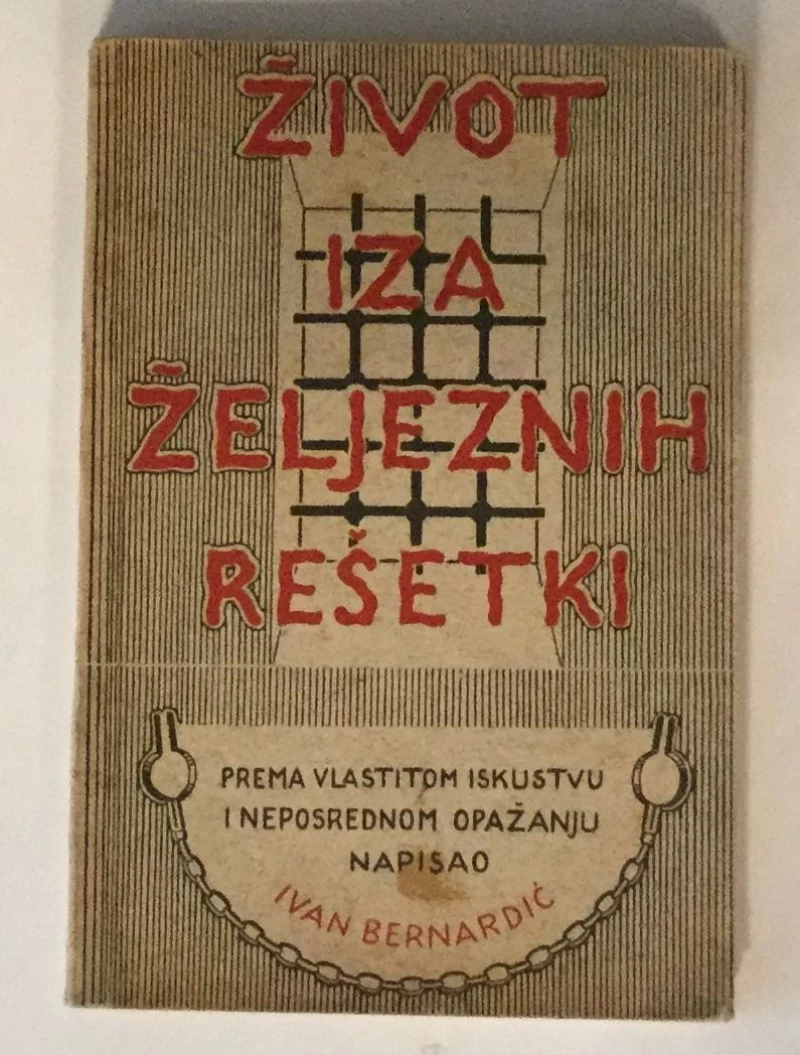 ŽIVOT
IZA
ŽELJEZNIH
REŠETKI
PREMA VLASTITOM ISKUSTVU
I NEPOSREDNOM OPAŽANJU
NAPISAO
IVAN BERNARDIĆ